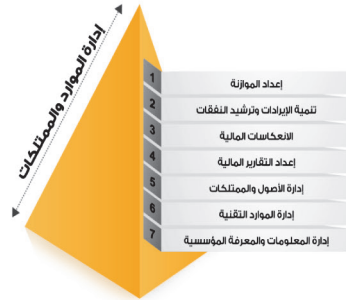 إدارة الموارد والممتلكات
1 إعداد الموازنة
2 تنمية الإيرادات وترشيد النفقات
3 الانعكاسات المالية
4 إعداد التقارير المالية
5 إدارة الأصول والممتلكات
6 إدارة الموارد التقنية
7 إدارة المعلومات والمعرفة المؤسسية